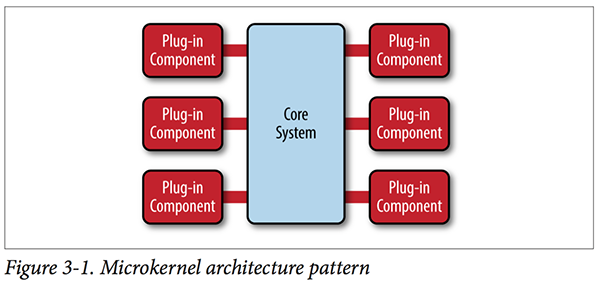 Plug-in
Component
Plug-in
Component
Plug-in
Component
Core
System
Plug-in
Component
Plug-in
Component
Plug-in
Component
Figure 3-1. Microkernel architecture pattern